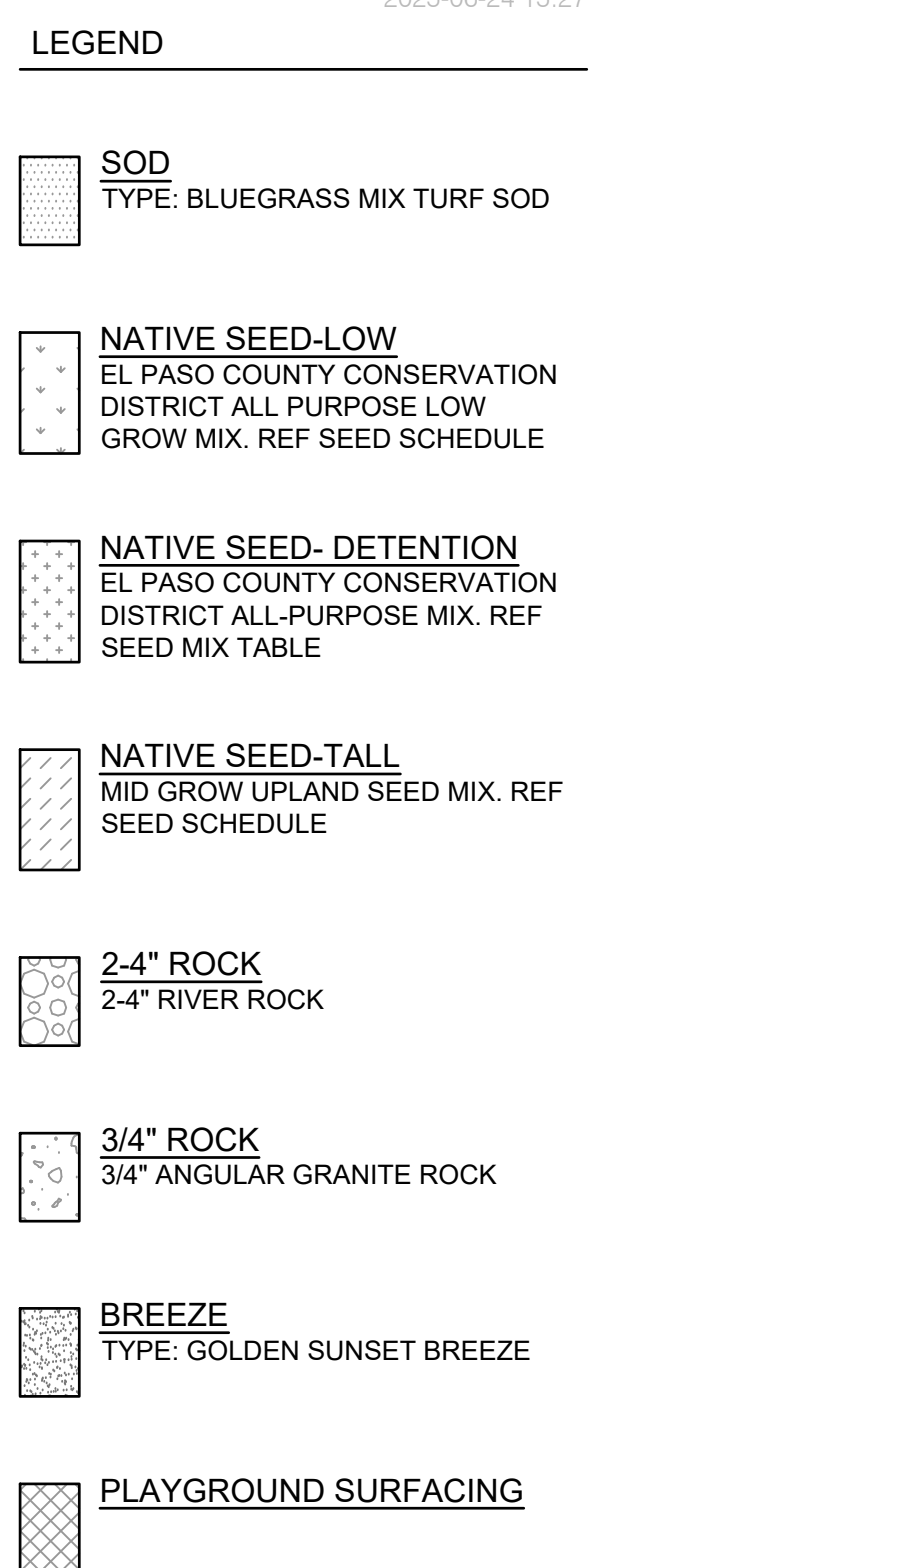 LEGEND
SOD
TYPE: BLUEGRASS MIX TURF SOD
NATIVE SEED-LOW
EL PASO COUNTY CONSERVATION
DISTRICT ALL PURPOSE LOW
GROW MIX. REF SEED SCHEDULE
NATIVE SEED- DETENTION
EL PASO COUNTY CONSERVATION
DISTRICT ALL-PURPOSE MIX. REF
SEED MIX TABLE
NATIVE SEED-TALL
MID GROW UPLAND SEED MIX. REF
SEED SCHEDULE
2-4" ROCK
2-4" RIVER ROCK
3/4" ROCK
3/4" ANGULAR GRANITE ROCK
BREEZE
TYPE: GOLDEN SUNSET BREEZE
PLAYGROUND SURFACING